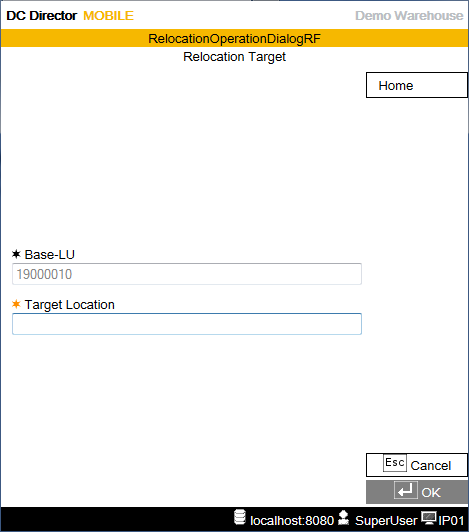 DC Director MOBILE Demo Warehouse
RelocationOperationDialogRF
Relocation Target
Home
Base-LU
19000010
Target Location
Esc Cancel
OK
localhost:8080 SuperUser IP01